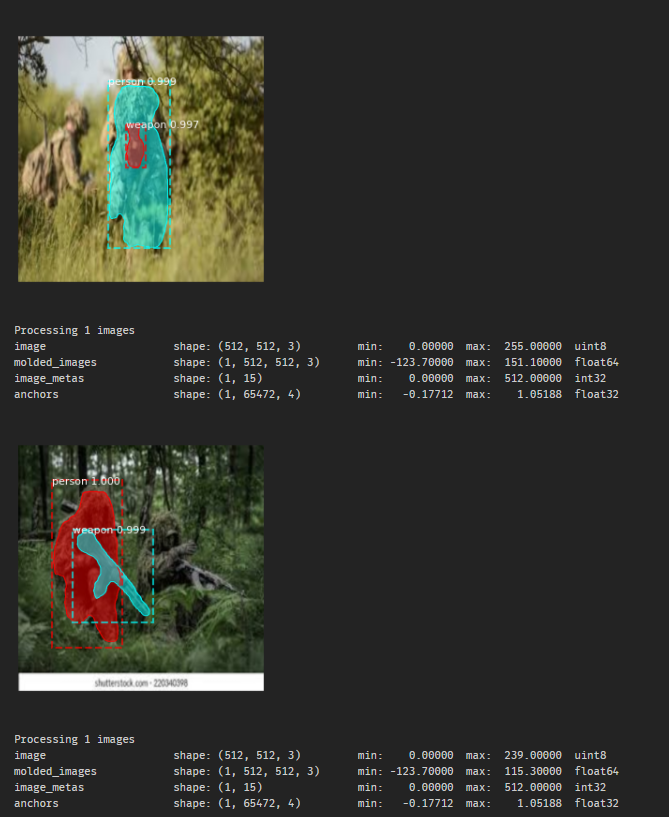 person 0.999
weapon 0.997
Processing 1 images
image shape: (512, 512, 3) min: 0.00000 max: 255.00000 uint8
molded_images shape: (1, 512, 512, 3) min: -123.70000 max: 151.10000 float64
image_metas shape: (1, 15) min: 0.00000 max: 512.00000 int32
anchors shape: (1, 65472, 4) min: -0.17712 max: 1.05188 float32
person 1.000
weapon 0.999
shutterstock.com · 220340398
Processing 1 images
image shape: (512, 512, 3) min: 0.00000 max: 239.00000 uint8
molded_images shape: (1, 512, 512, 3) min: -123.70000 max: 115.30000 float64
image_metas shape: (1, 15) min: 0.00000 max: 512.00000 int32
anchors shape: (1, 65472, 4) min: -0.17712 max: 1.05188 float32